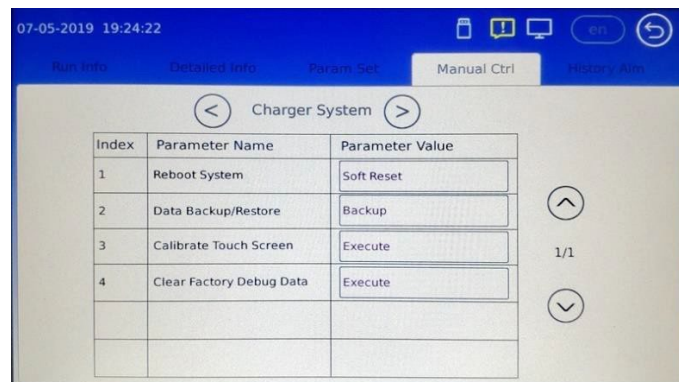 07-05-2019 19:24:22 en
Run Info Detailed Info Param Set Manual Ctrl History Alm
< Charger System >
Index Parameter Name Parameter Value
1 Reboot System Soft Reset
2 Data Backup/Restore Backup
3 Calibrate Touch Screen Execute
4 Clear Factory Debug Data Execute
1/1